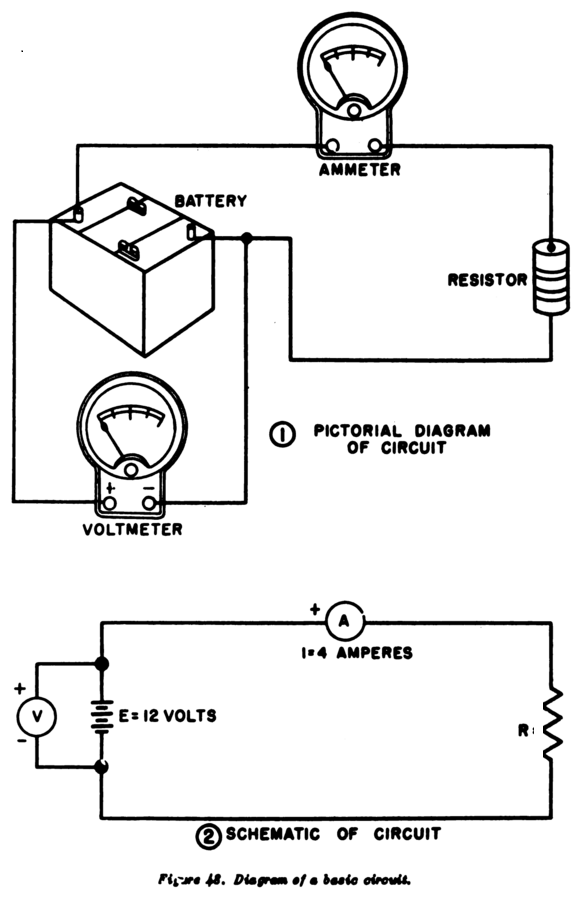 AMMETER
BATTERY
RESISTOR
① PICTORIAL DIAGRAM
OF CIRCUIT
+ −
VOLTMETER
+ A
I=4 AMPERES
+
V
−
E=12 VOLTS
R:
② SCHEMATIC OF CIRCUIT
Figure 48. Diagram of a basic circuit.